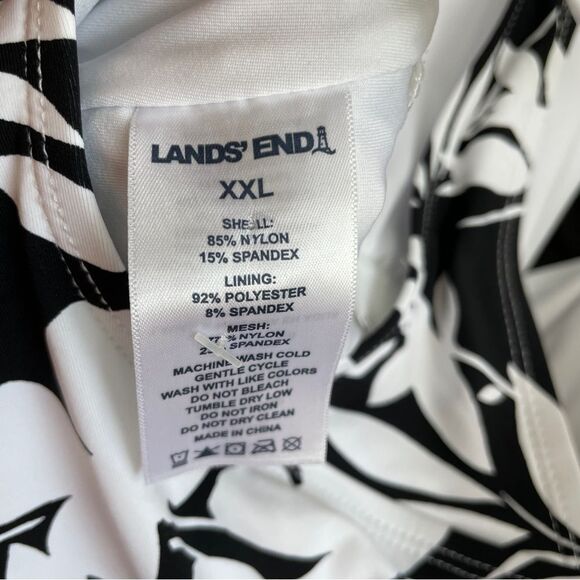 LANDS' END
XXL
SHELL:
85% NYLON
15% SPANDEX
LINING:
92% POLYESTER
8% SPANDEX
MESH:
NYLON
SPANDEX
MACHINE WASH COLD
GENTLE CYCLE
WASH WITH LIKE COLORS
DO NOT BLEACH
TUMBLE DRY LOW
DO NOT IRON
DO NOT DRY CLEAN
MADE IN CHINA